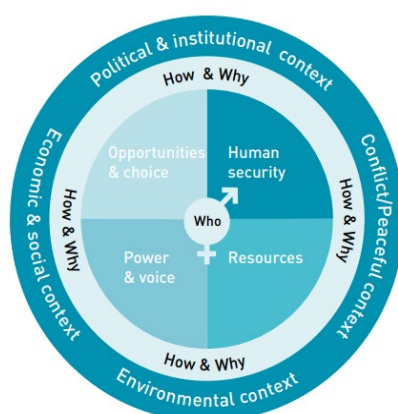 Political & institutional context
How & Why
Opportunities
& choice
Human
security
Economic & social context
How & Why
Who
How & Why
Conflict/Peaceful context
Power
& voice
Resources
How & Why
Environmental context